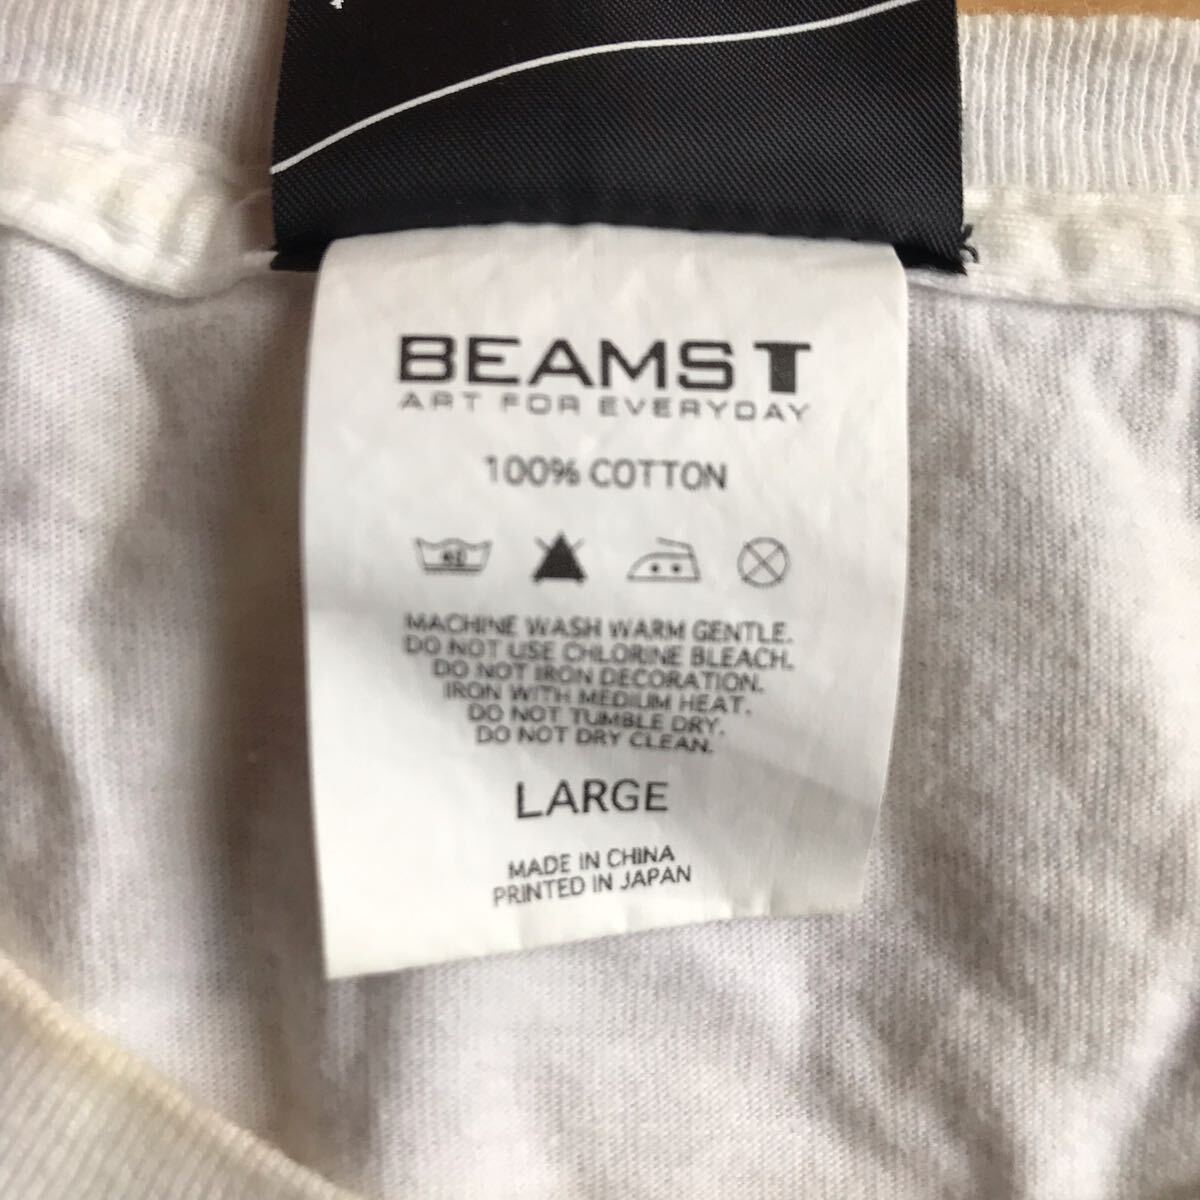 BEAMS T
ART FOR EVERYDAY
100% COTTON
40
MACHINE WASH WARM GENTLE.
DO NOT USE CHLORINE BLEACH.
DO NOT IRON DECORATION.
IRON WITH MEDIUM HEAT.
DO NOT TUMBLE DRY.
DO NOT DRY CLEAN.
LARGE
MADE IN CHINA
PRINTED IN JAPAN